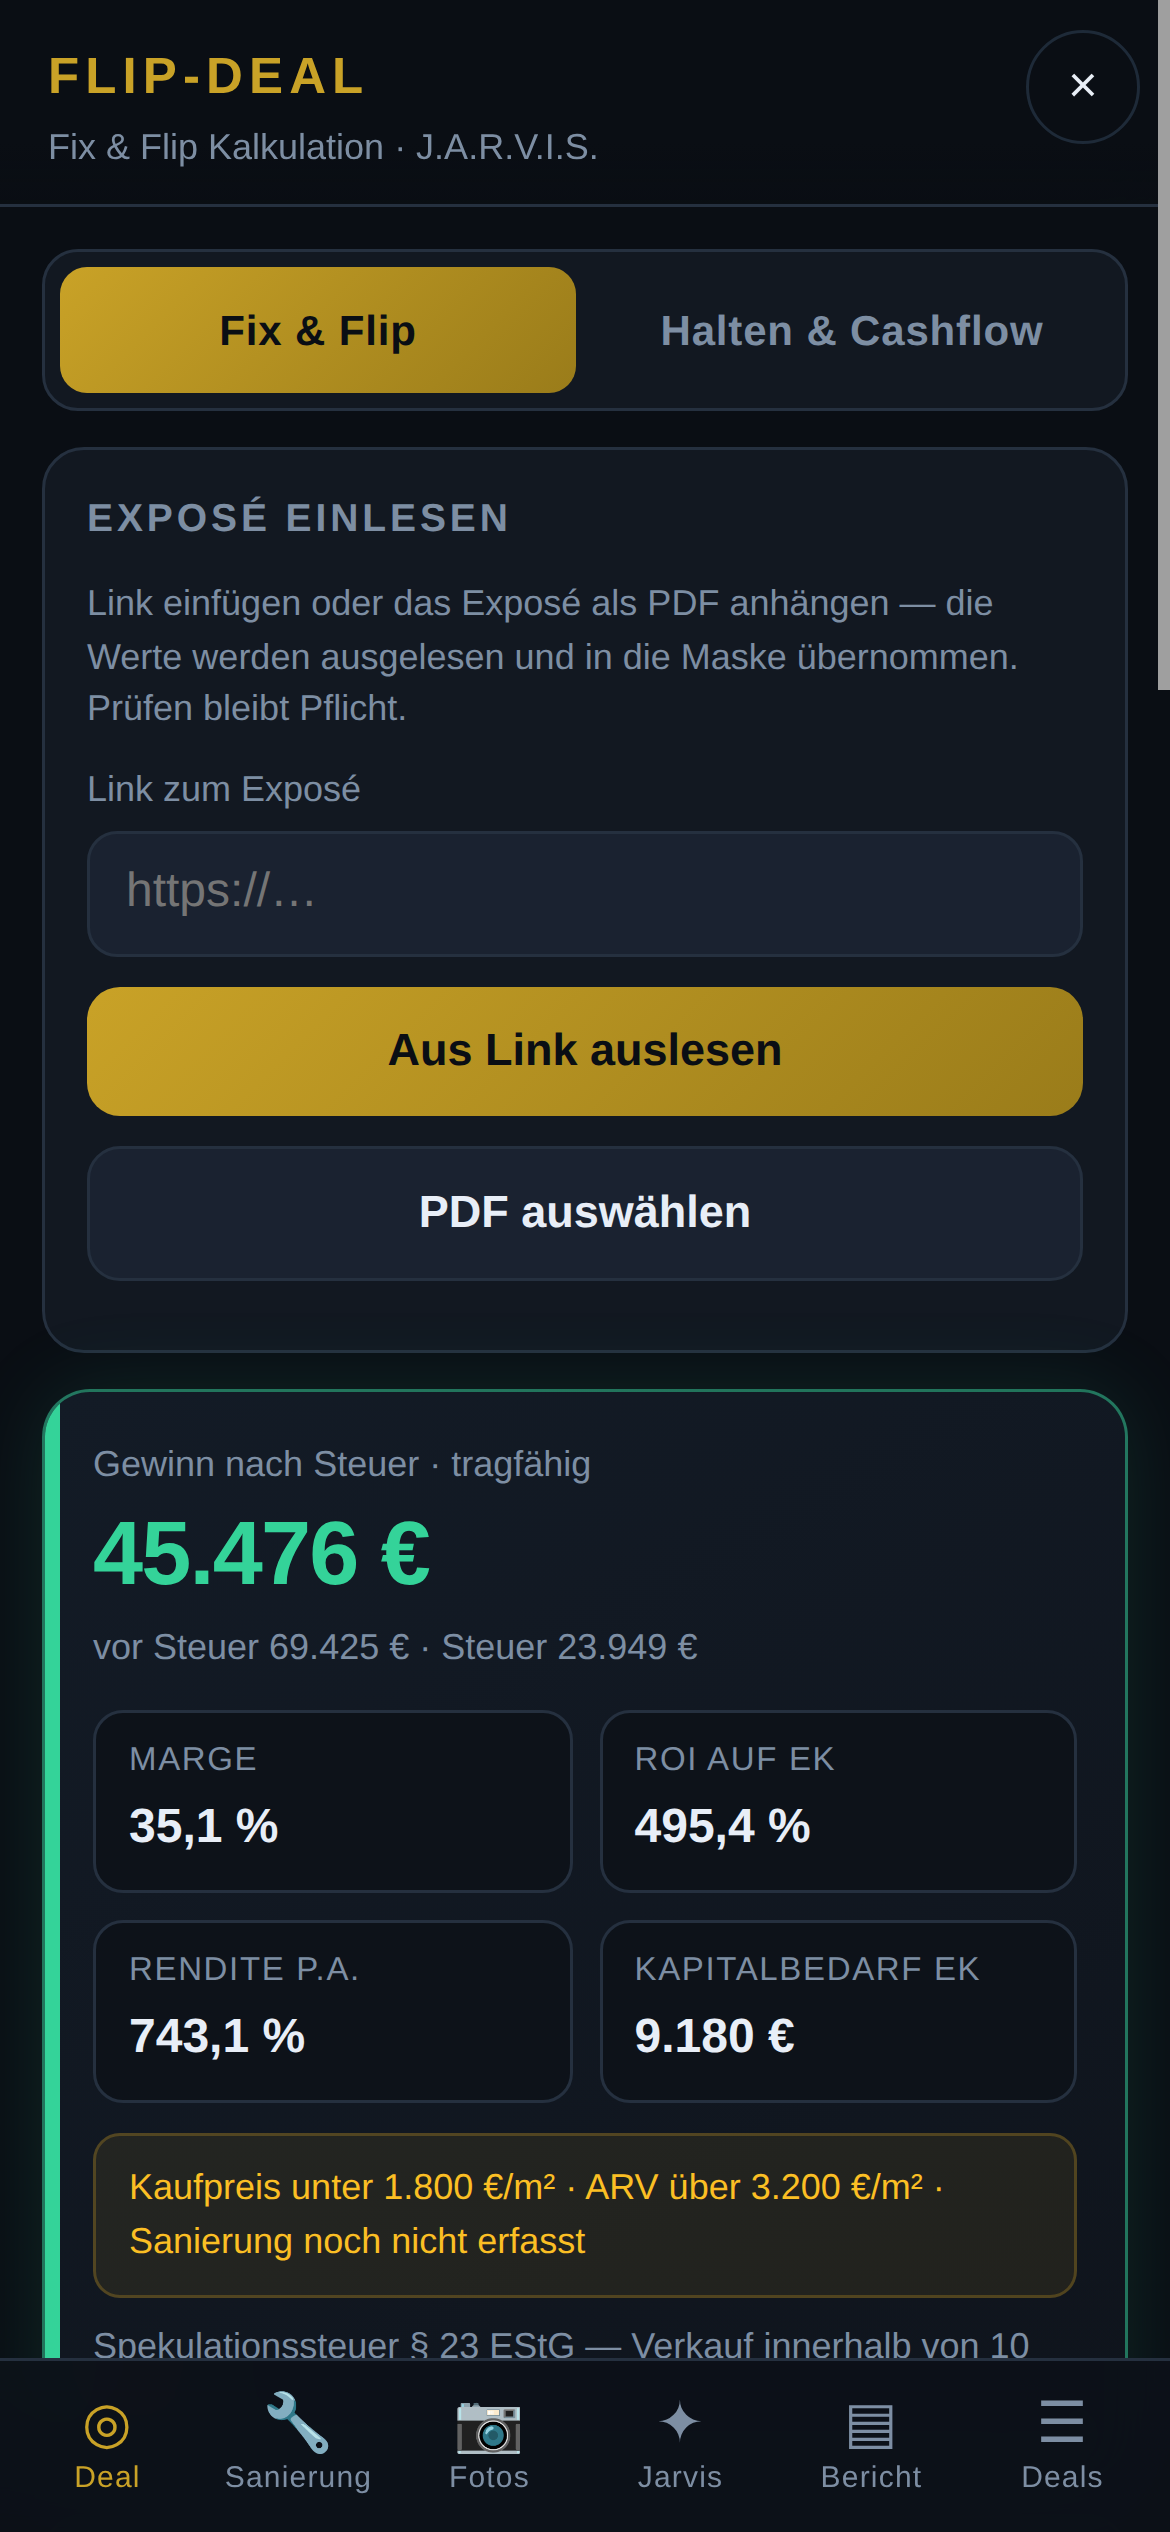 FLIP-DEAL
Fix & Flip Kalkulation · J.A.R.V.I.S.
×
Fix & Flip
Halten & Cashflow
EXPOSÉ EINLESEN
Link einfügen oder das Exposé als PDF anhängen — die
Werte werden ausgelesen und in die Maske übernommen.
Prüfen bleibt Pflicht.
Link zum Exposé
https://…
Aus Link auslesen
PDF auswählen
Gewinn nach Steuer · tragfähig
45.476 €
vor Steuer 69.425 € · Steuer 23.949 €
MARGE
35,1 %
ROI AUF EK
495,4 %
RENDITE P.A.
743,1 %
KAPITALBEDARF EK
9.180 €
Kaufpreis unter 1.800 €/m² · ARV über 3.200 €/m² ·
Sanierung noch nicht erfasst
Spekulationssteuer § 23 EStG — Verkauf innerhalb von 10
Deal
Sanierung
Fotos
Jarvis
Bericht
Deals